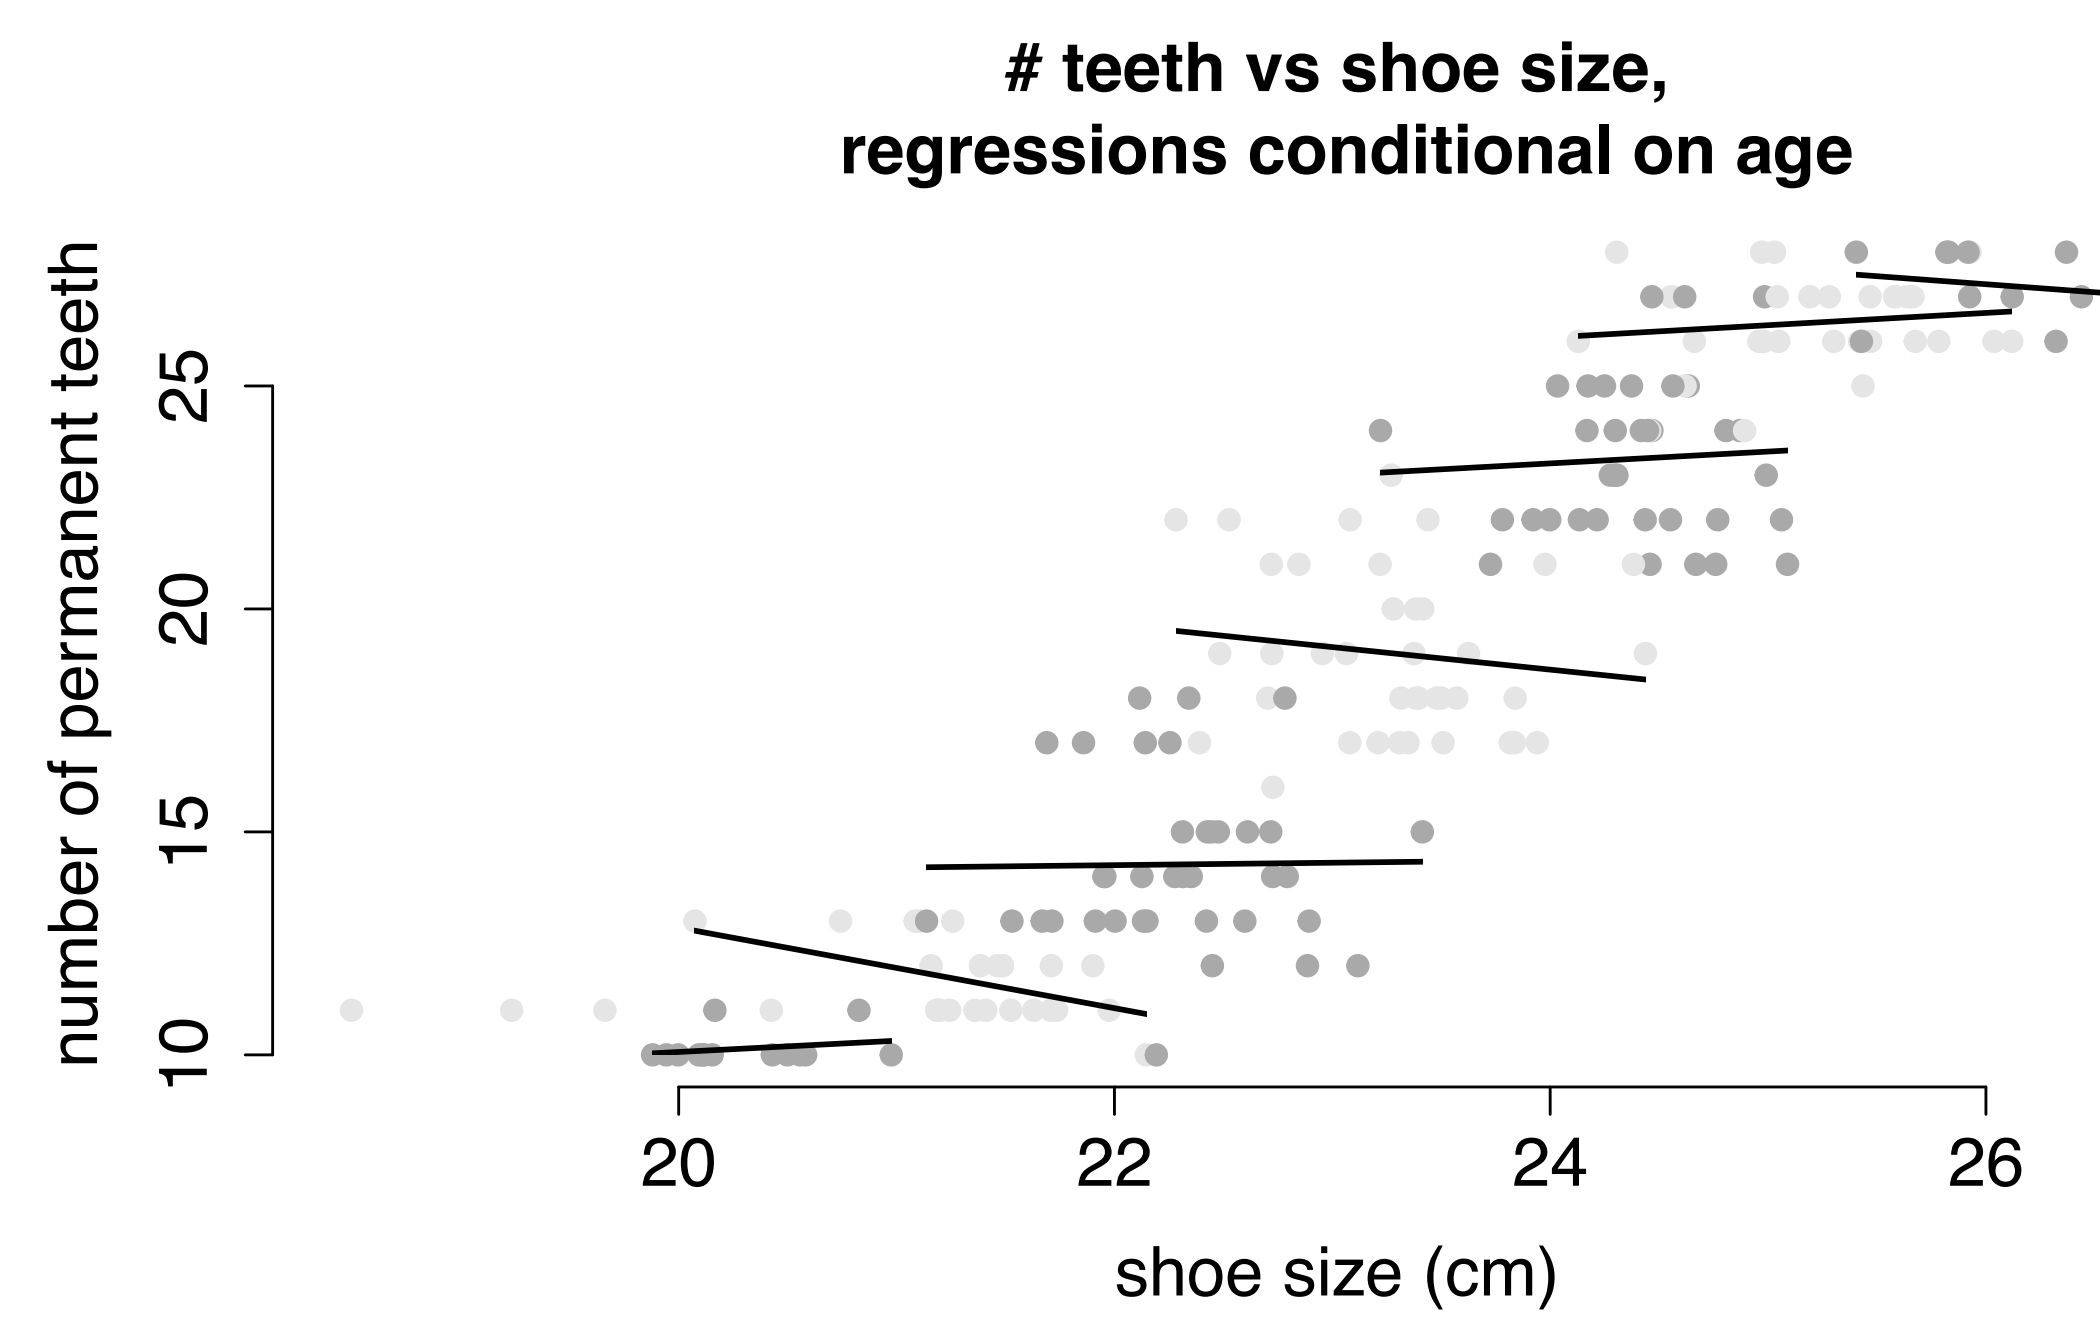 # teeth vs shoe size,
regressions conditional on age
number of permanent teeth
25
20
15
10
20 22 24 26
shoe size (cm)